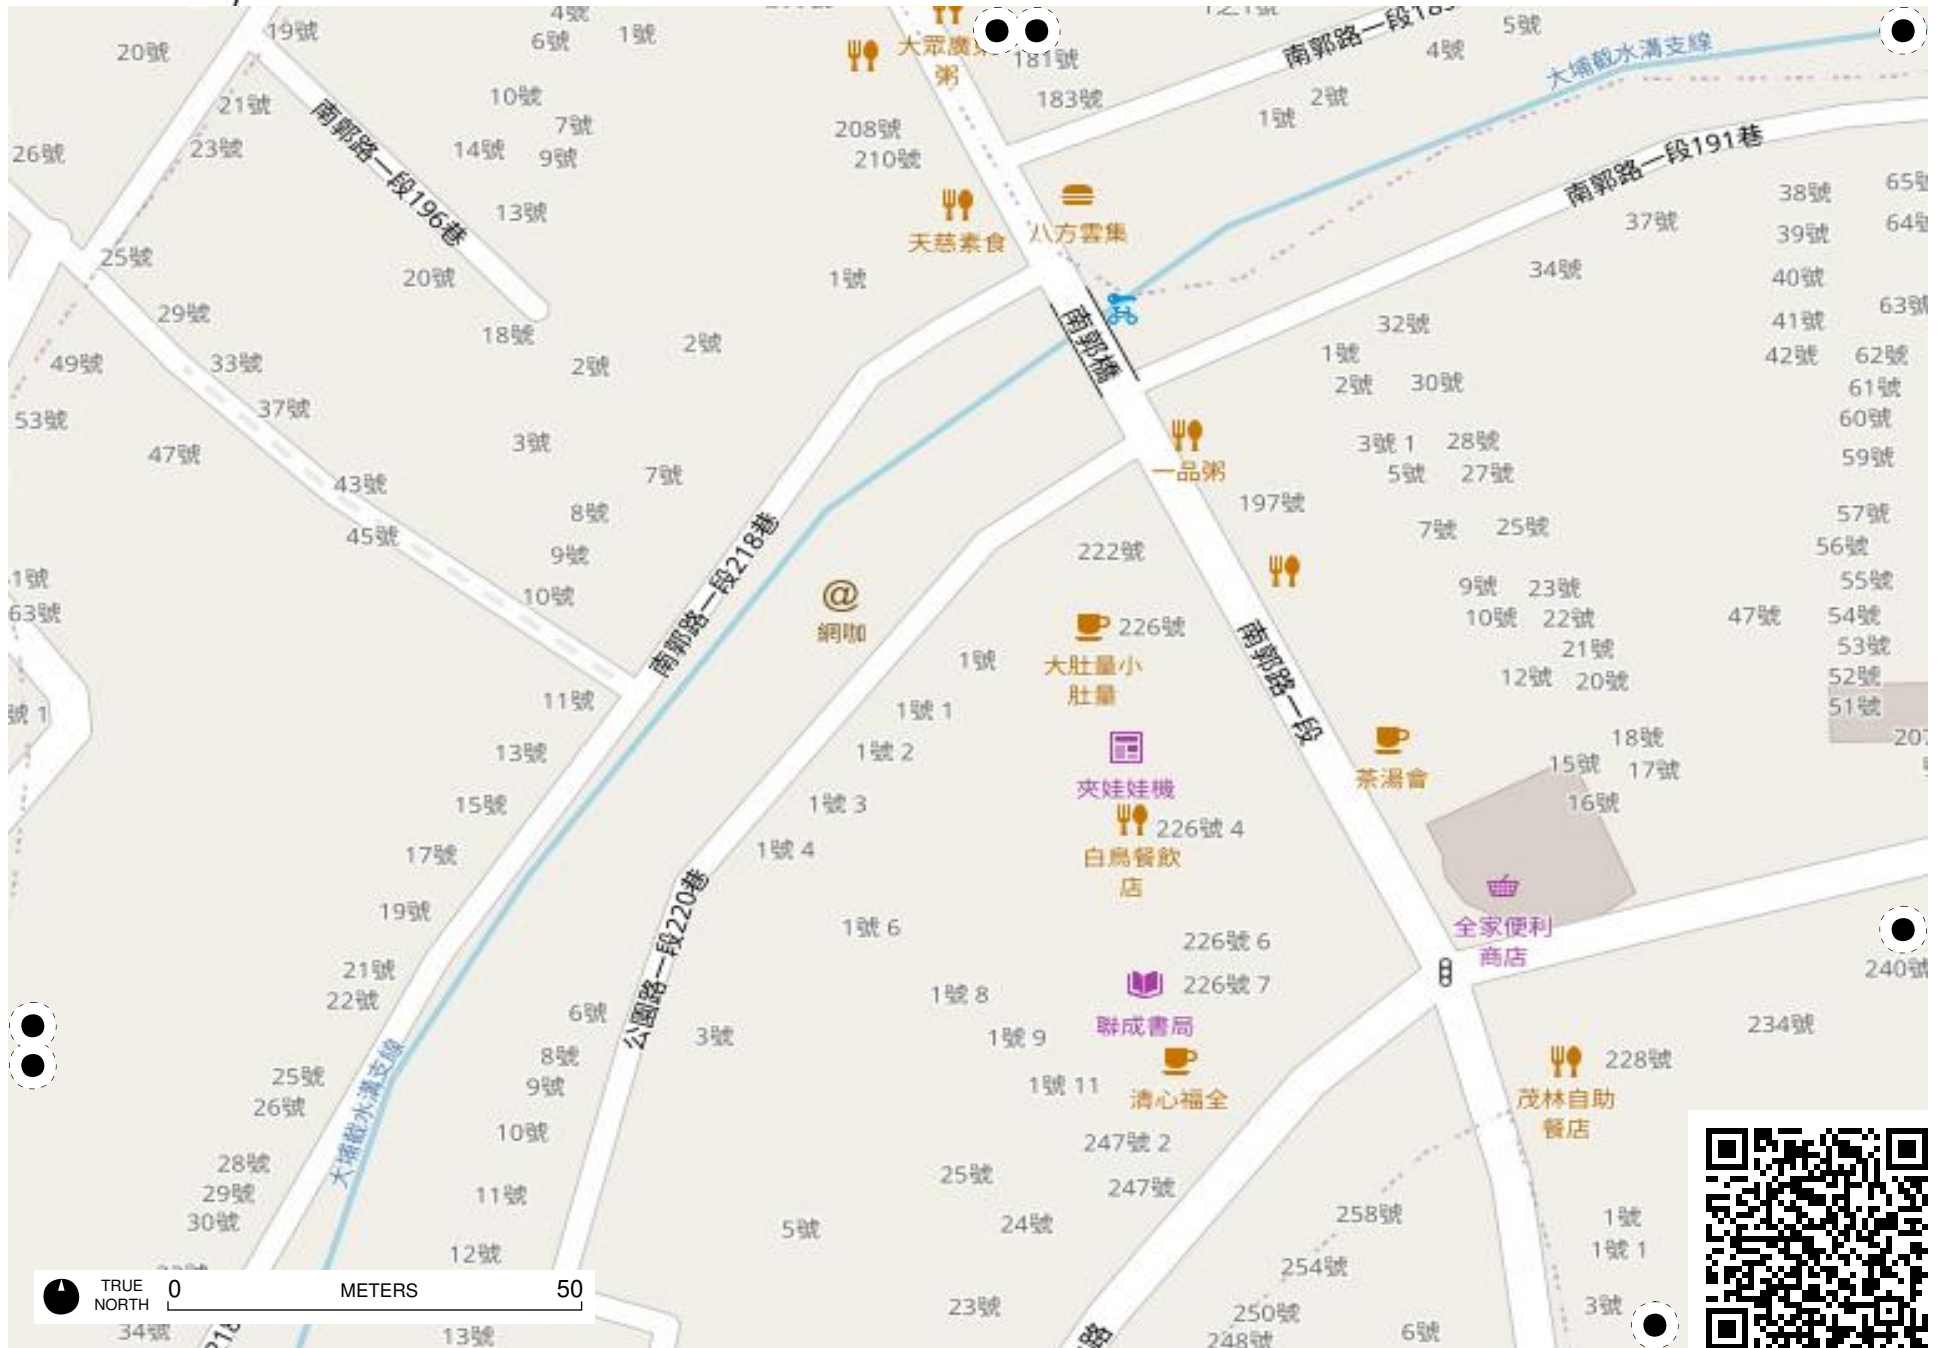 4號
19號
6號
1號
5號
20號
大眾廣
粥
181號
南郭路一段
4號
大埔截水溝支線
21號
10號
183號
2號
南郭路一段196巷
7號
208號
1號
26號
23號
14號
9號
210號
南郭路一段191巷
38號
13號
37號
天慈素食
八方雲集
39號
25號
20號
1號
34號
40號
29號
18號
2號
南郭橋
32號
41號
49號
33號
2號
1號
42號
62號
2號
30號
61號
53號
37號
60號
47號
3號
一品粥
3號 1
28號
59號
43號
7號
5號
27號
45號
8號
197號
57號
南郭路一段218巷
7號
25號
9號
222號
56號
9號
23號
55號
63號
10號
網咖
226號
10號
22號
47號
54號
1號
大肚量小
肚量
南郭路一段
21號
53號
12號
20號
52號
11號
1號 1
51號
號 1
13號
1號 2
18號
夾娃娃機
茶湯會
15號
17號
15號
1號 3
16號
226號 4
17號
1號 4
白鳥餐飲
店
19號
公園路一段220巷
1號 6
226號 6
全家便利
商店
21號
22號
1號 8
226號 7
240號
6號
聯成書局
3號
1號 9
234號
8號
228號
25號
9號
1號 11
清心福全
茂林自助
餐店
26號
大埔截水溝支線
10號
247號 2
28號
25號
29號
11號
247號
30號
5號
24號
258號
1號
12號
1號 1
254號
TRUE
NORTH
0
METERS
50
23號
250號
3號
34號
13號
248號
6號
路